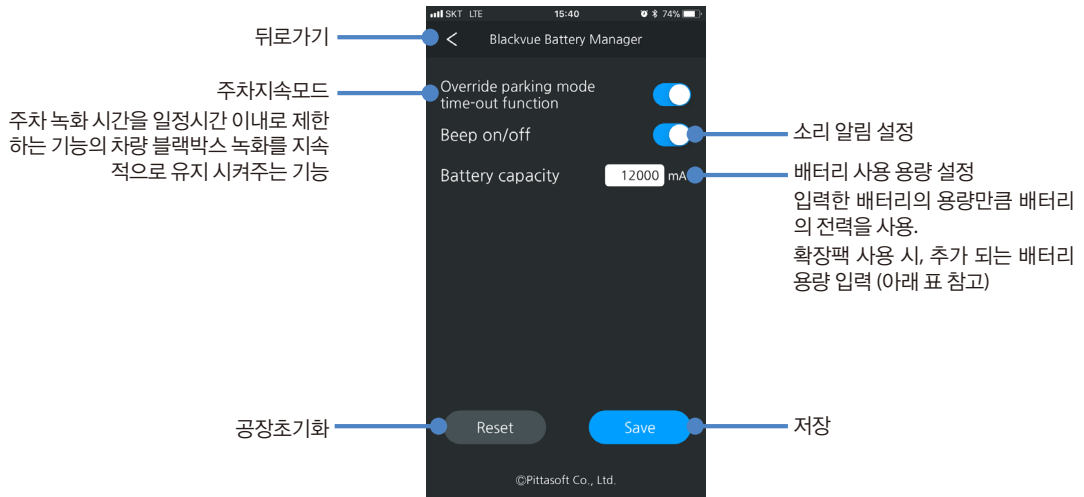 SKT LTE 15:40 74%
뒤로가기
< Blackvue Battery Manager
주차지속모드
주차 녹화 시간을 일정시간 이내로 제한
하는 기능의 차량 블랙박스 녹화를 지속
적으로 유지 시켜주는 기능
Override parking mode
time-out function
Beep on/off
소리 알림 설정
Battery capacity 12000 mA
배터리 사용 용량 설정
입력한 배터리의 용량만큼 배터리
의 전력을 사용.
확장팩 사용 시, 추가 되는 배터리
용량 입력 (아래 표 참고)
공장초기화
Reset
Save
저장
©Pittasoft Co., Ltd.